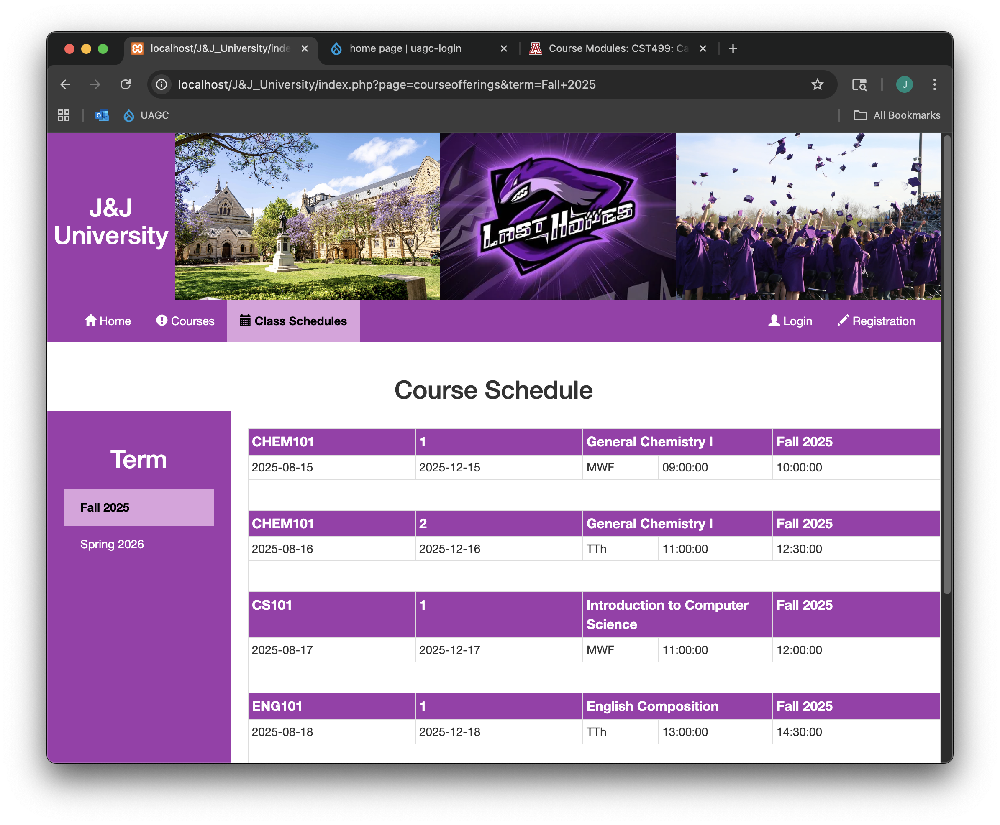 localhost/J&J_University/inde
home page | uagc-login
Course Modules: CST499: Ca
localhost/J&J_University/index.php?page=courseofferings&term=Fall+2025
J
UAGC
All Bookmarks
J&J
University
LAST HOPES
Home
Courses
Class Schedules
Login
Registration
Course Schedule
Term
Fall 2025
Spring 2026
CHEM101 1 General Chemistry I Fall 2025
2025-08-15 2025-12-15 MWF 09:00:00 10:00:00
CHEM101 2 General Chemistry I Fall 2025
2025-08-16 2025-12-16 TTh 11:00:00 12:30:00
CS101 1 Introduction to Computer Fall 2025
Science
2025-08-17 2025-12-17 MWF 11:00:00 12:00:00
ENG101 1 English Composition Fall 2025
2025-08-18 2025-12-18 TTh 13:00:00 14:30:00